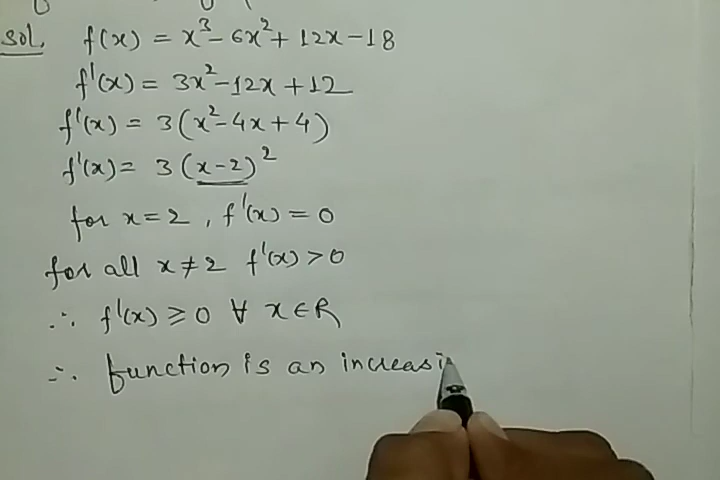 Sol. f(x) = x³ - 6x² + 12x - 18
f'(x) = 3x² - 12x + 12
f'(x) = 3(x² - 4x + 4)
f'(x) = 3(x - 2)²
for x = 2, f'(x) = 0
for all x ≠ 2 f'(x) > 0
∴ f'(x) ≥ 0 ∀ x ∈ R
∴ function is an increasi